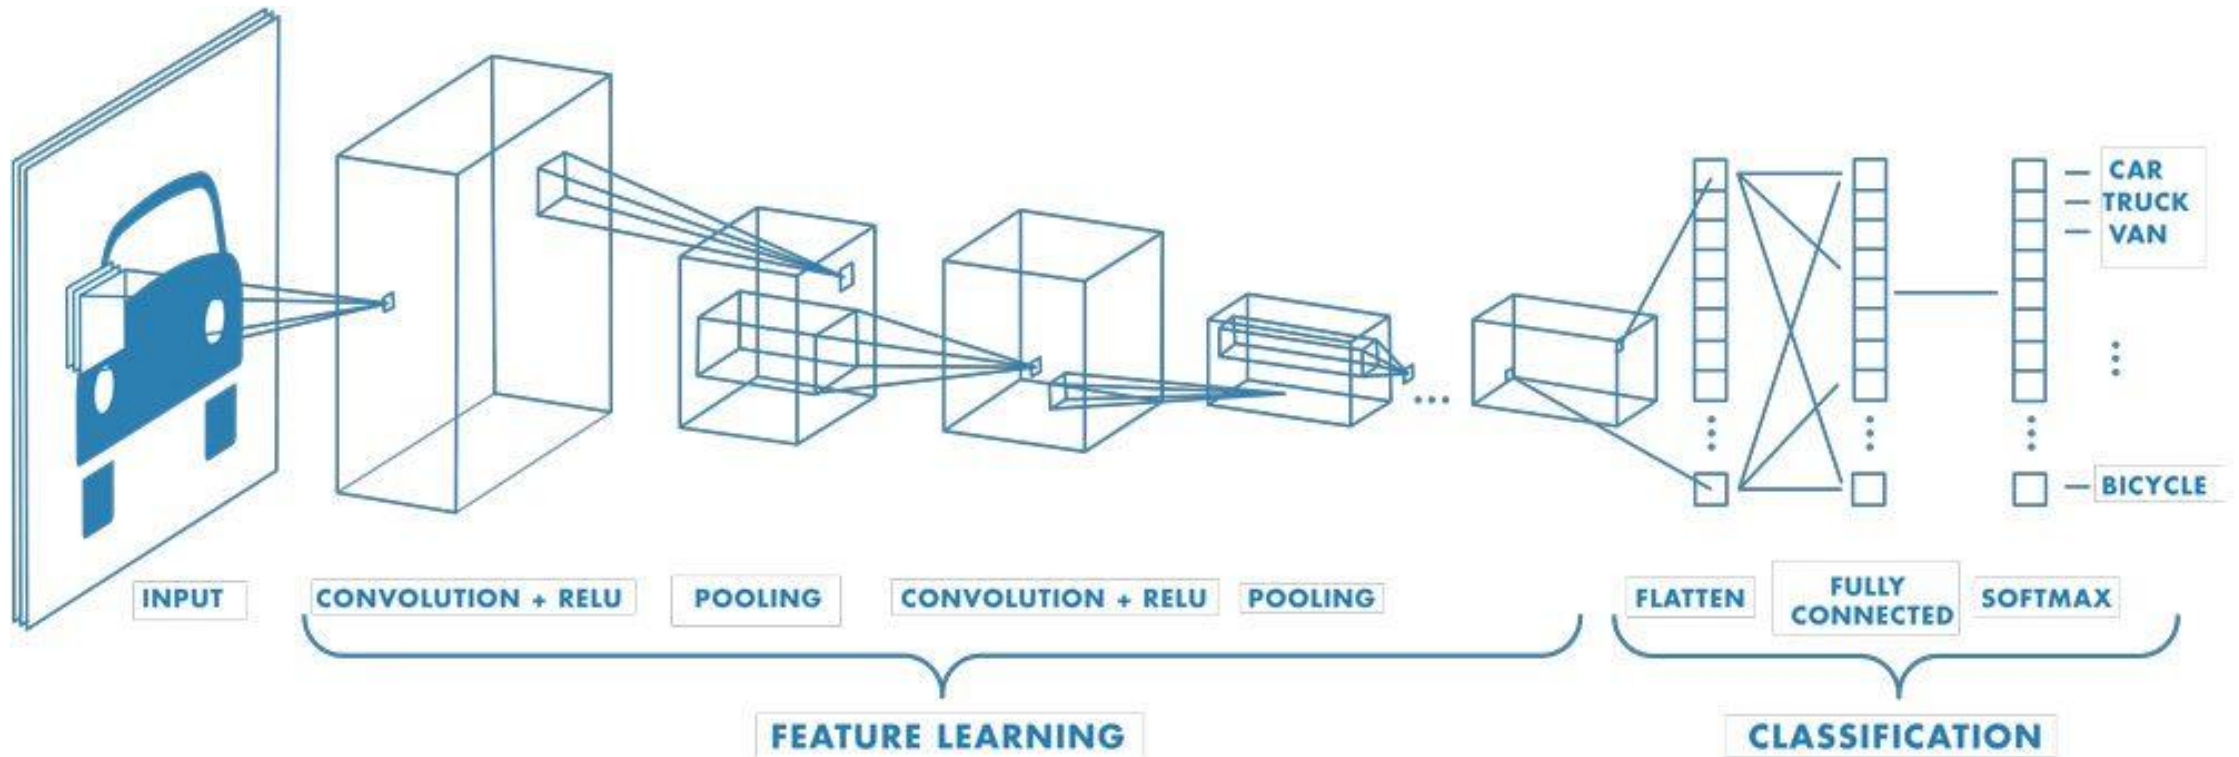 CAR
TRUCK
VAN
BICYCLE
INPUT
CONVOLUTION + RELU
POOLING
CONVOLUTION + RELU
POOLING
FLATTEN
FULLY
CONNECTED
SOFTMAX
FEATURE LEARNING
CLASSIFICATION